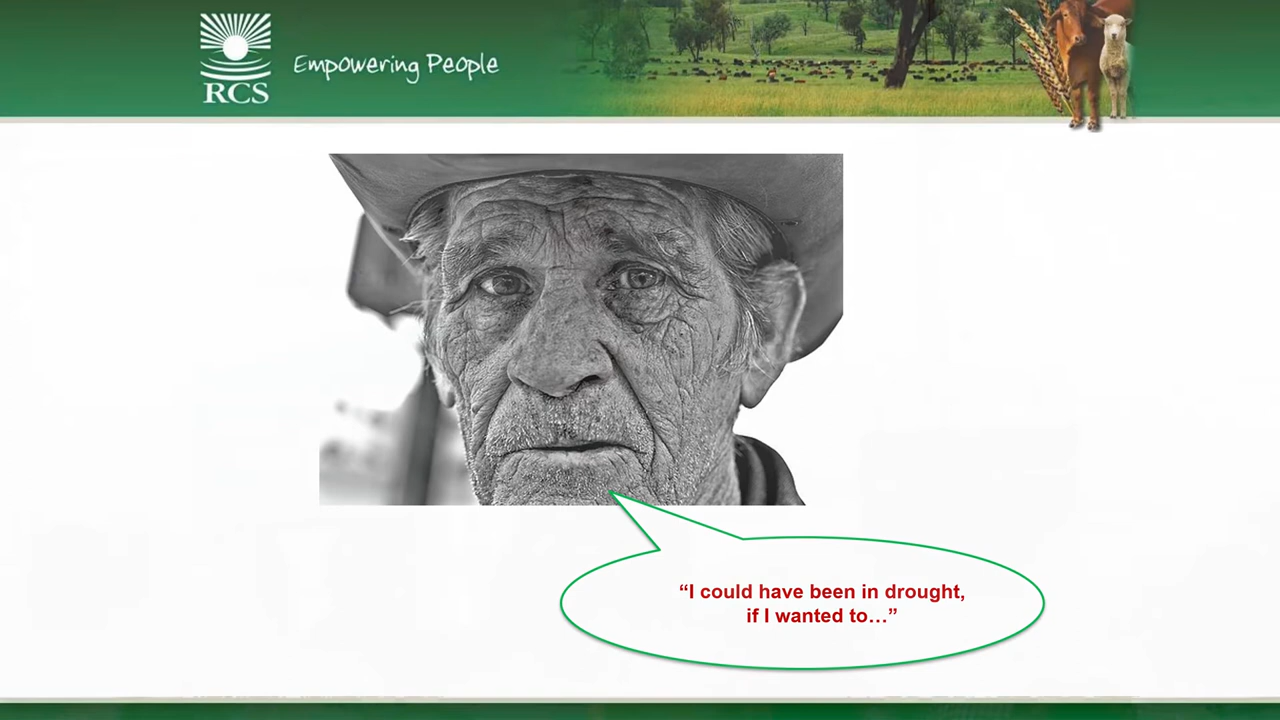 Empowering People
RCS
“I could have been in drought,
if I wanted to…”